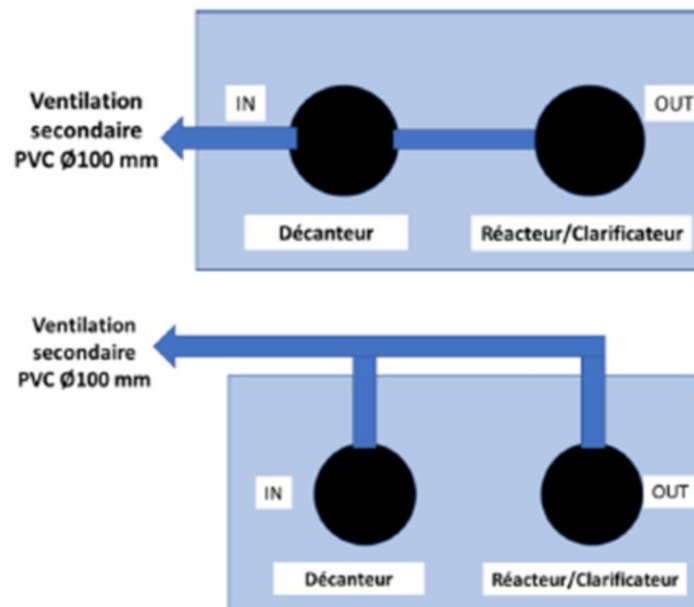 Ventilation
secondaire
PVC Ø100 mm
IN
OUT
Décanteur
Réacteur/Clarificateur
Ventilation
secondaire
PVC Ø100 mm
IN
OUT
Décanteur
Réacteur/Clarificateur